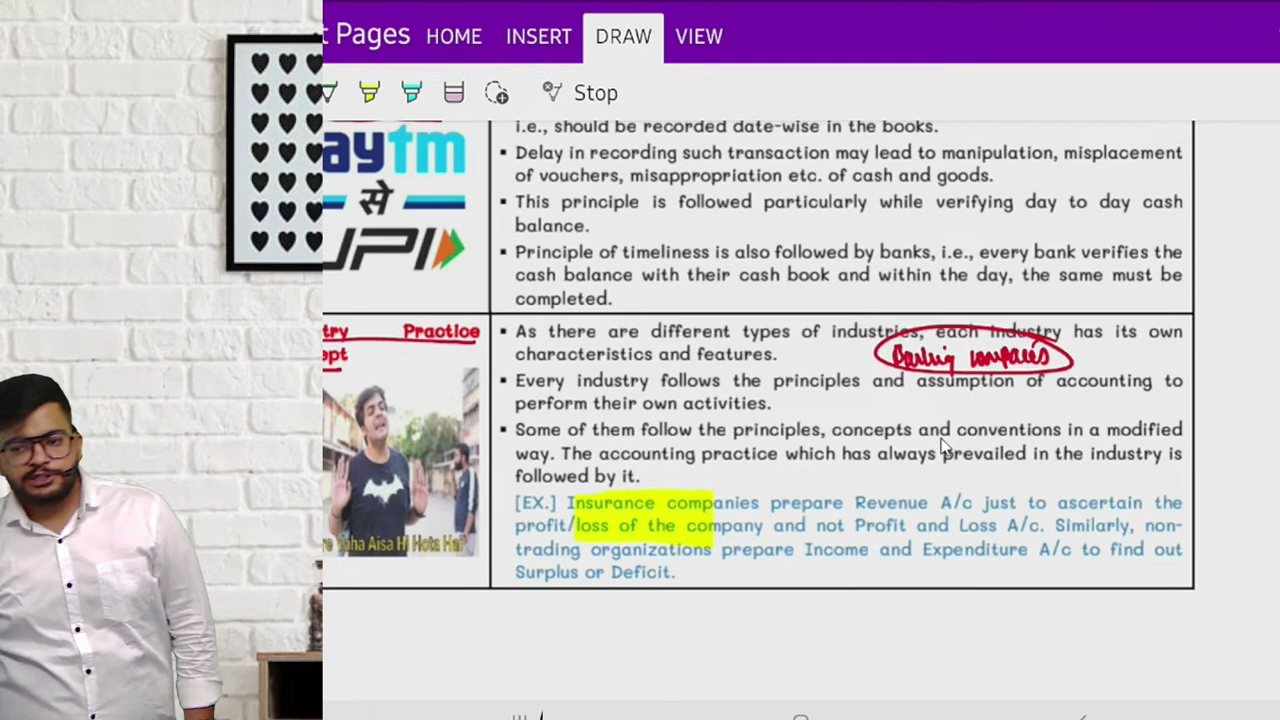 t Pages HOME INSERT DRAW VIEW
Stop
i.e., should be recorded date-wise in the books.
aytm
से
UPI
▪ Delay in recording such transaction may lead to manipulation, misplacement
of vouchers, misappropriation etc. of cash and goods.
▪ This principle is followed particularly while verifying day to day cash
balance.
▪ Principle of timeliness is also followed by banks, i.e., every bank verifies the
cash balance with their cash book and within the day, the same must be
completed.
try Practice
ept
▪ As there are different types of industries, each industry has its own
characteristics and features.
Banking companies
▪ Every industry follows the principles and assumption of accounting to
perform their own activities.
▪ Some of them follow the principles, concepts and conventions in a modified
way. The accounting practice which has always prevailed in the industry is
followed by it.
[EX.] Insurance companies prepare Revenue A/c just to ascertain the
profit/loss of the company and not Profit and Loss A/c. Similarly, non-
trading organizations prepare Income and Expenditure A/c to find out
Surplus or Deficit.
Yaha Aisa Hi Hota Hai